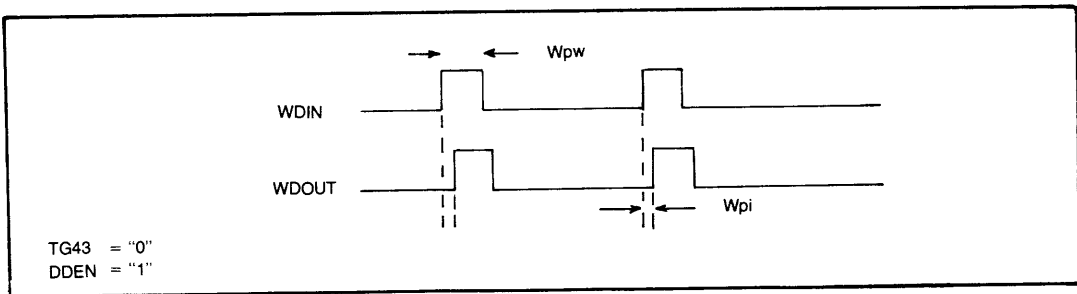 Wpw
WDIN
WDOUT
Wpi
TG43 = "0"
DDEN = "1"